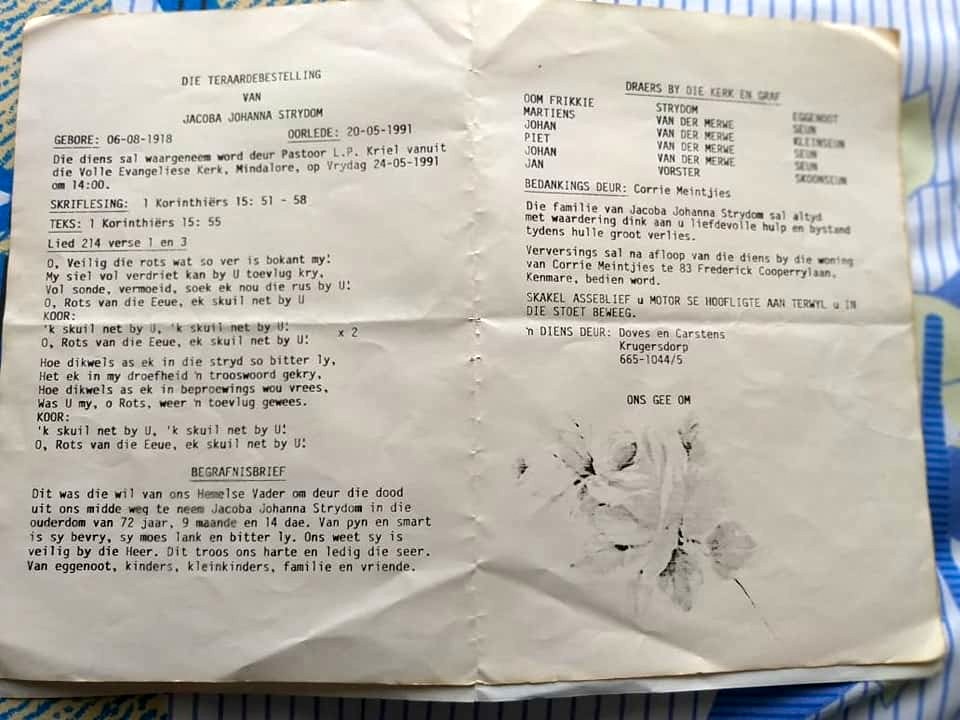 DIE TERAARDEBESTELLING
VAN
JACOBA JOHANNA STRYDOM
GEBORE: 06-08-1918 OORLEDE: 20-05-1991
Die diens sal waargeneem word deur Pastoor L.P. Kriel vanuit
die Volle Evangeliese Kerk, Mindalore, op Vrydag 24-05-1991
om 14:00.
SKRIFLESING: 1 Korinthiërs 15: 51 - 58
TEKS: 1 Korinthiërs 15: 55
Lied 214 verse 1 en 3
O, Veilig die rots wat so ver is bokant my!
My siel vol verdriet kan by U toevlug kry,
Vol sonde, vermoeid, soek ek nou die rus by U!
O, Rots van die Eeue, ek skuil net by U
KOOR:
'k skuil net by U, 'k skuil net by U!
O, Rots van die Eeue, ek skuil net by U! x 2
Hoe dikwels as ek in die stryd so bitter ly,
Het ek in my droefheid 'n trooswoord gekry,
Hoe dikwels as ek in beproewings wou vrees,
Was U my, o Rots, weer 'n toevlug gewees.
KOOR:
'k skuil net by U, 'k skuil net by U!
O, Rots van die Eeue, ek skuil net by U!
BEGRAFNISBRIEF
Dit was die wil van ons Hemelse Vader om deur die dood
uit ons midde weg te neem Jacoba Johanna Strydom in die
ouderdom van 72 jaar, 9 maande en 14 dae. Van pyn en smart
is sy bevry, sy moes lank en bitter ly. Ons weet sy is
veilig by die Heer. Dit troos ons harte en ledig die seer.
Van eggenoot, kinders, kleinkinders, familie en vriende.
DRAERS BY DIE KERK EN GRAF
OOM FRIKKIE STRYDOM EGGENOOT
MARTIENS VAN DER MERWE SEUN
JOHAN VAN DER MERWE KLEINSEUN
PIET VAN DER MERWE SEUN
JOHAN VAN DER MERWE SEUN
JAN VORSTER SKOONSEUN
BEDANKINGS DEUR: Corrie Meintjies
Die familie van Jacoba Johanna Strydom sal altyd
met waardering dink aan u liefdevolle hulp en bystand
tydens hulle groot verlies.
Verversings sal na afloop van die diens by die woning
van Corrie Meintjies te 83 Frederick Cooperrylaan,
Kenmare, bedien word.
SKAKEL ASSEBLIEF u MOTOR SE HOOFLIGTE AAN TERWYL u IN
DIE STOET BEWEEG.
'n DIENS DEUR: Doves en Carstens
Krugersdorp
665-1044/5
ONS GEE OM